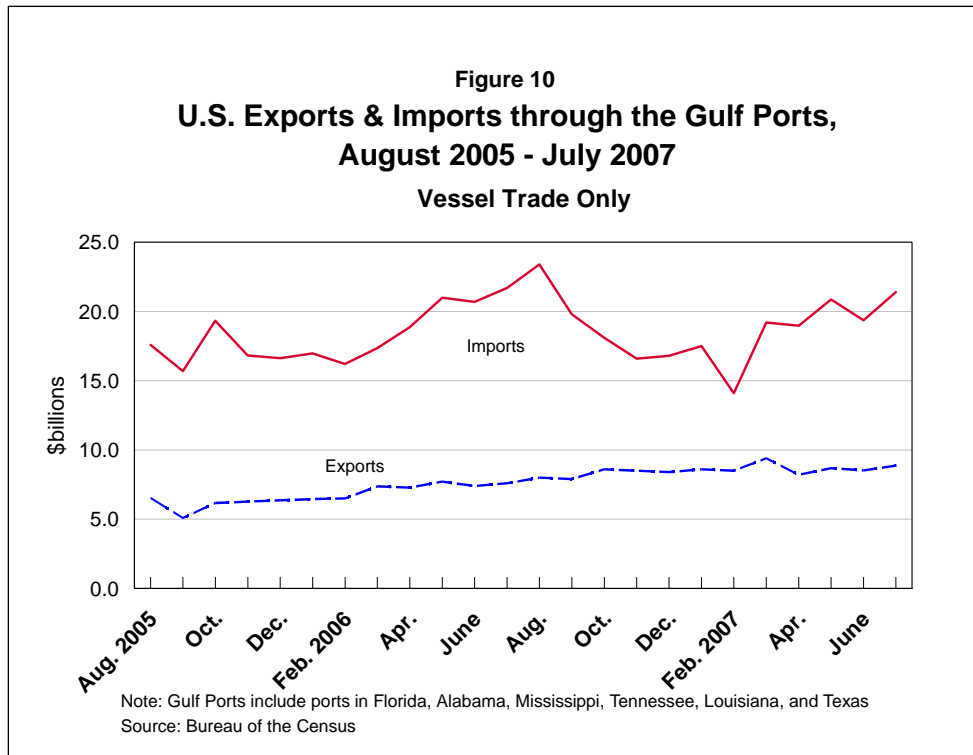 Figure 10
U.S. Exports & Imports through the Gulf Ports,
August 2005 - July 2007
Vessel Trade Only
$billions
25.0
20.0
15.0
10.0
5.0
0.0
Imports
Exports
Aug. 2005
Oct.
Dec.
Feb. 2006
Apr.
June
Aug.
Oct.
Dec.
Feb. 2007
Apr.
June
Note: Gulf Ports include ports in Florida, Alabama, Mississippi, Tennessee, Louisiana, and Texas
Source: Bureau of the Census